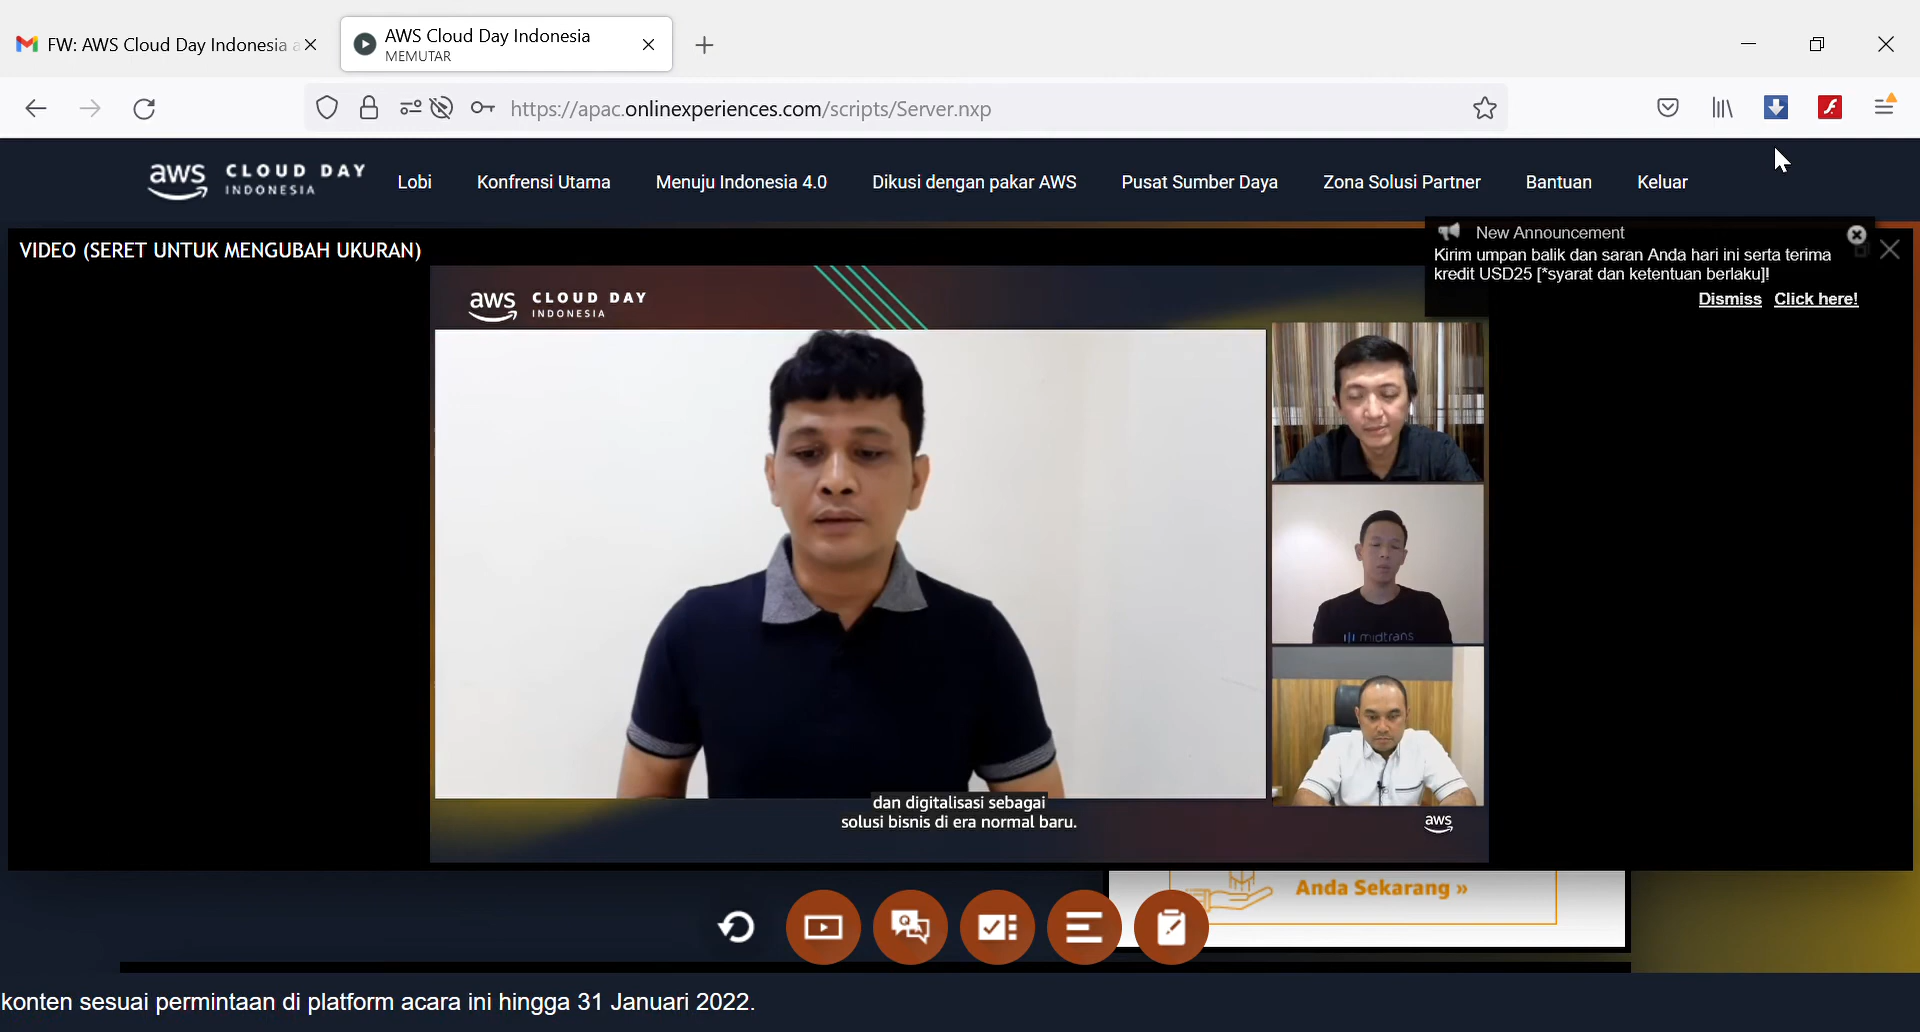 FW: AWS Cloud Day Indonesia a
AWS Cloud Day Indonesia
MEMUTAR
https://apac.onlinexperiences.com/scripts/Server.nxp
aws CLOUD DAY
INDONESIA
Lobi
Konfrensi Utama
Menuju Indonesia 4.0
Dikusi dengan pakar AWS
Pusat Sumber Daya
Zona Solusi Partner
Bantuan
Keluar
VIDEO (SERET UNTUK MENGUBAH UKURAN)
New Announcement
Kirim umpan balik dan saran Anda hari ini serta terima
kredit USD25 [*syarat dan ketentuan berlaku]!
Dismiss Click here!
aws CLOUD DAY
INDONESIA
midtrans
dan digitalisasi sebagai
solusi bisnis di era normal baru.
aws
Anda Sekarang »
Q
A
konten sesuai permintaan di platform acara ini hingga 31 Januari 2022.